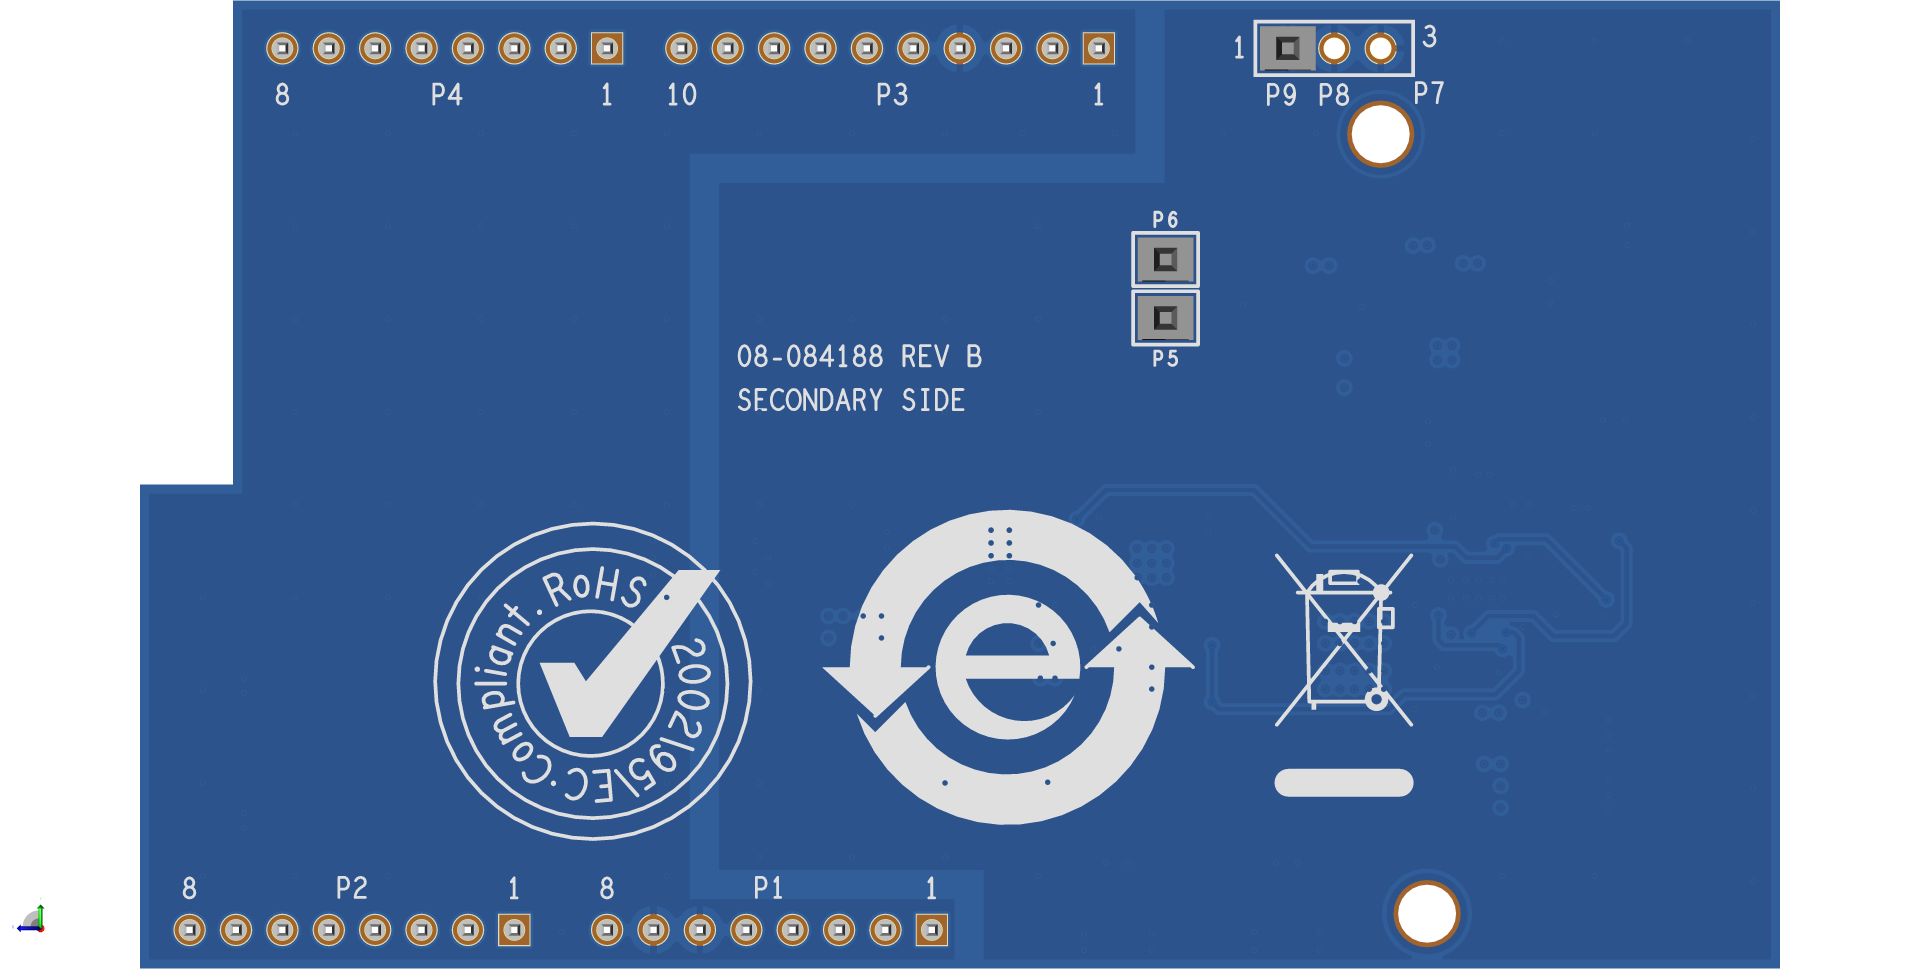 1
3
8
P4
1
10
P3
1
P9
P8
P7
P6
P5
08-084188 REV B
SECONDARY SIDE
Compliant.RoHS
2002|95\EC.
e
8
P2
1
8
P1
1